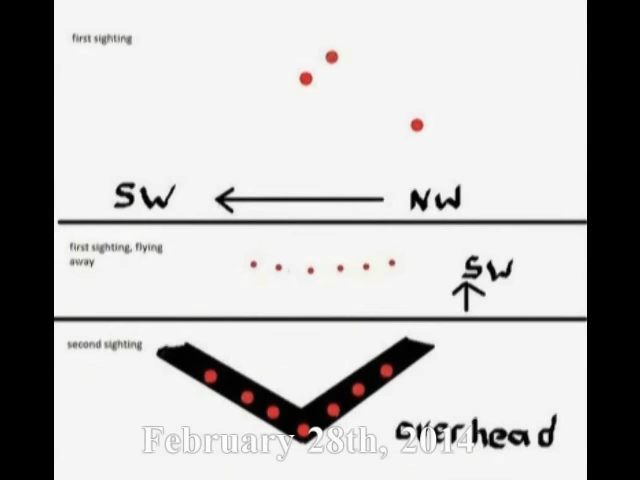 first sighting
SW NW
first sighting, flying
away
SW
second sighting
overhead
February 28th, 2014